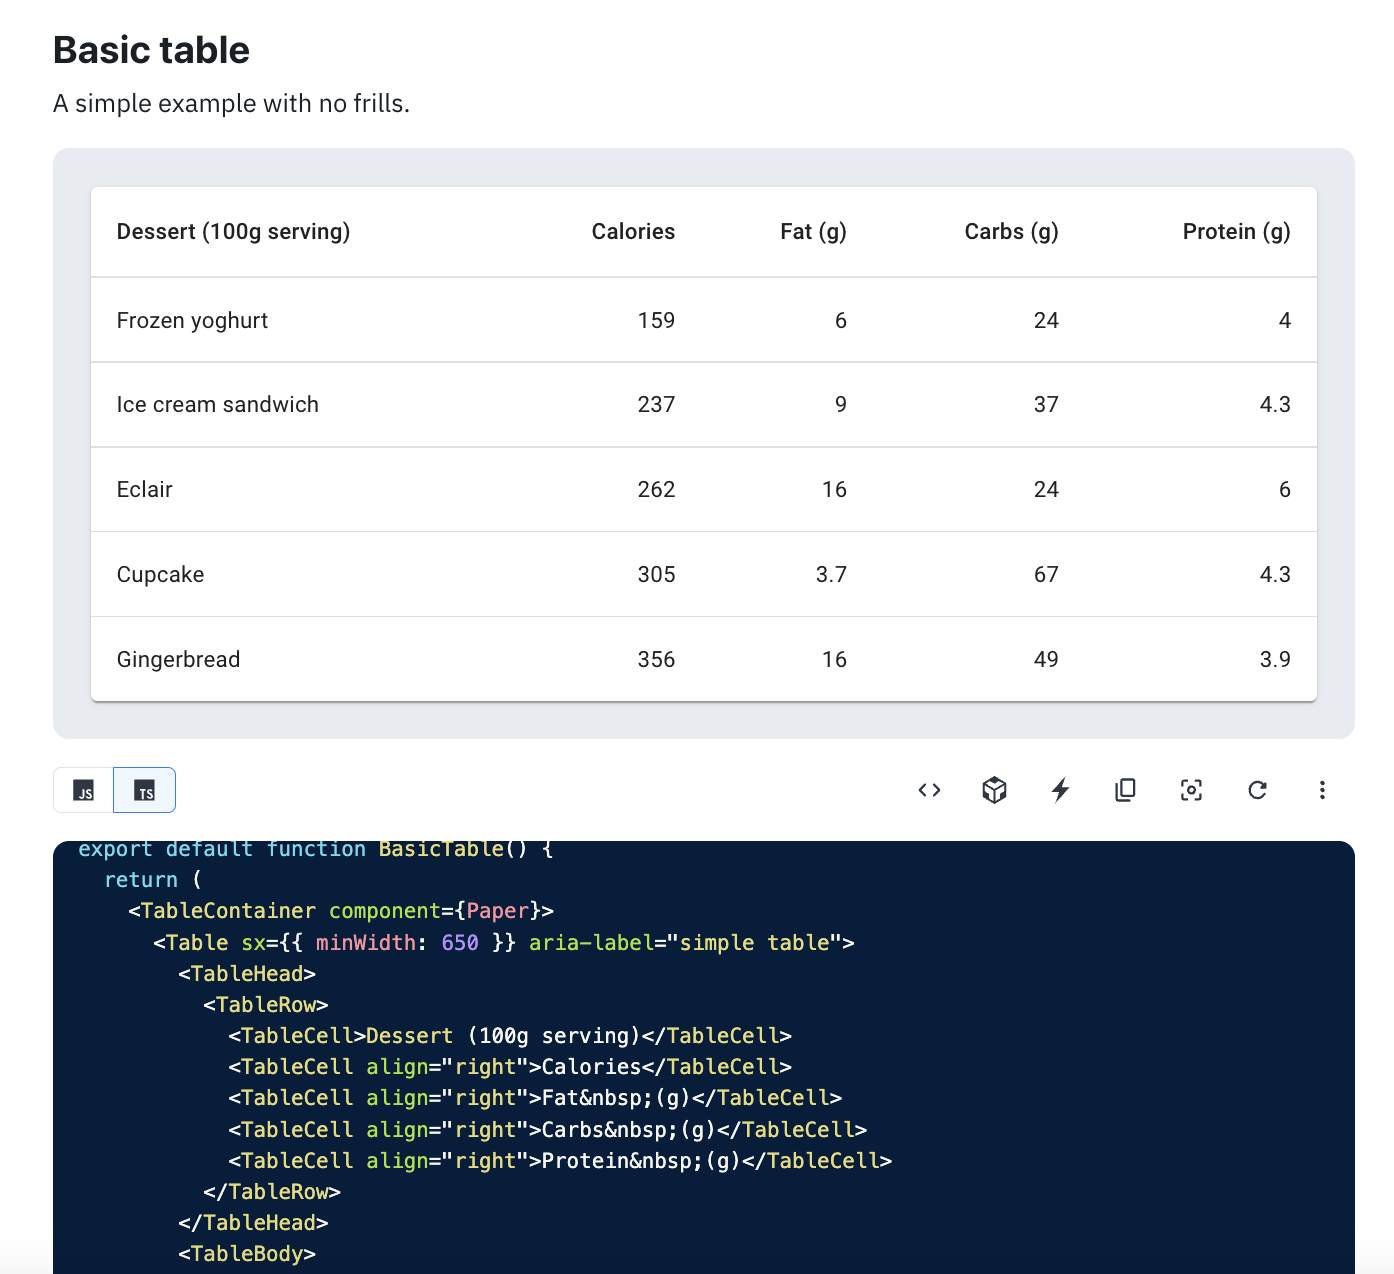 Basic table
A simple example with no frills.
Dessert (100g serving) Calories Fat (g) Carbs (g) Protein (g)
Frozen yoghurt 159 6 24 4
Ice cream sandwich 237 9 37 4.3
Eclair 262 16 24 6
Cupcake 305 3.7 67 4.3
Gingerbread 356 16 49 3.9
JS TS
export default function BasicTable() {
  return (
    <TableContainer component={Paper}>
      <Table sx={{ minWidth: 650 }} aria-label="simple table">
        <TableHead>
          <TableRow>
            <TableCell>Dessert (100g serving)</TableCell>
            <TableCell align="right">Calories</TableCell>
            <TableCell align="right">Fat&nbsp;(g)</TableCell>
            <TableCell align="right">Carbs&nbsp;(g)</TableCell>
            <TableCell align="right">Protein&nbsp;(g)</TableCell>
          </TableRow>
        </TableHead>
        <TableBody>